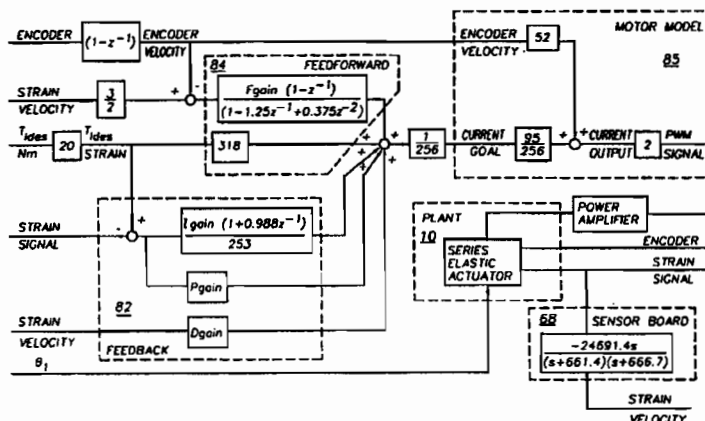 ENCODER
(1-z⁻¹)
ENCODER
VELOCITY
ENCODER
VELOCITY
52
MOTOR MODEL
85
84
FEEDFORWARD
STRAIN
VELOCITY
3
2
+
-
Fgain (1-z⁻¹)
(1-1.25z⁻¹+0.375z⁻²)
Tldes
Nm
20
Tldes
STRAIN
318
+
+
+
+
+
1
256
CURRENT
GOAL
95
256
+
+
CURRENT
OUTPUT
2
PWM
SIGNAL
STRAIN
SIGNAL
-
+
Igain (1+0.988z⁻¹)
253
Pgain
82
STRAIN
VELOCITY
Dgain
FEEDBACK
θ₁
PLANT
10
SERIES
ELASTIC
ACTUATOR
POWER
AMPLIFIER
ENCODER
STRAIN
SIGNAL
68
SENSOR BOARD
-24691.4s
(s+661.4)(s+666.7)
STRAIN
VELOCITY